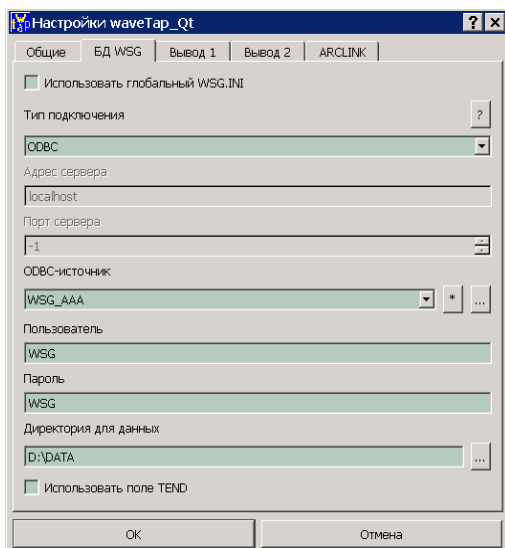 Настройки waveTap_Qt
Общие БД WSG Вывод 1 Вывод 2 ARCLINK
Использовать глобальный WSG.INI
Тип подключения ?
ODBC
Адрес сервера
localhost
Порт сервера
-1
ODBC-источник
WSG_AAA * ...
Пользователь
WSG
Пароль
WSG
Директория для данных
D:\DATA ...
Использовать поле TEND
OK Отмена